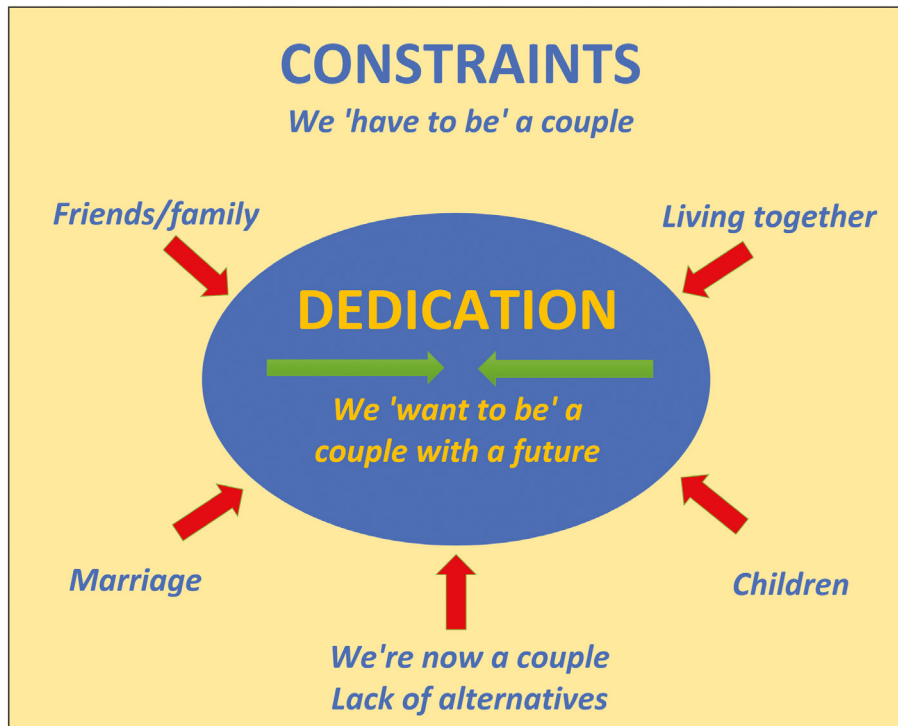 CONSTRAINTS
We 'have to be' a couple
Friends/family
Living together
DEDICATION
We 'want to be' a
couple with a future
Marriage
Children
We're now a couple
Lack of alternatives